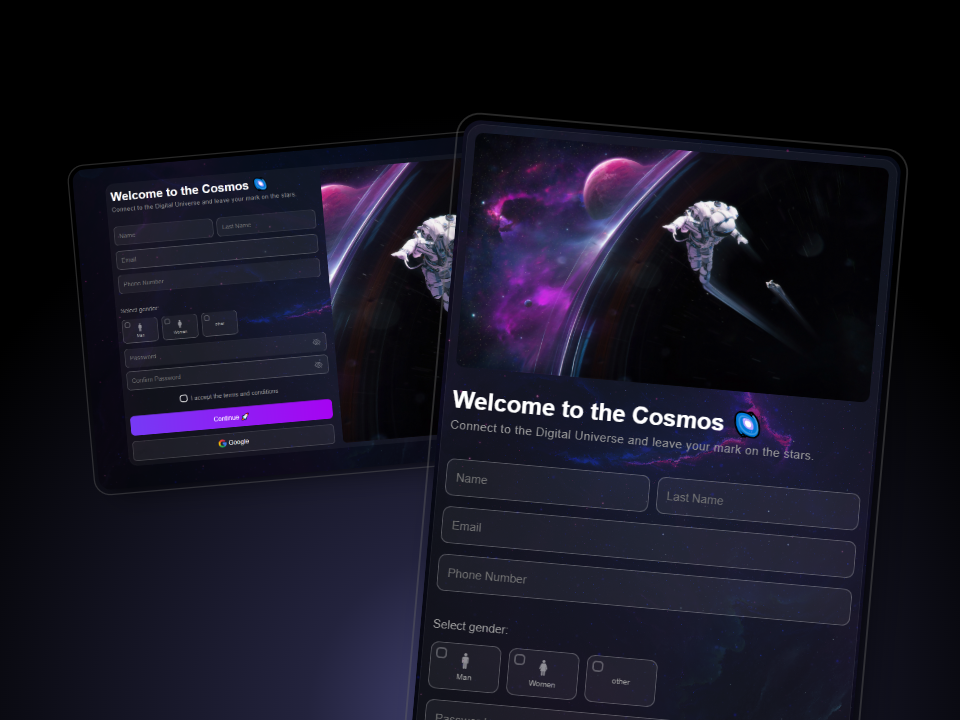 Welcome to the Cosmos
Connect to the Digital Universe and leave your mark on the stars.
Name
Last Name
Email
Phone Number
Select gender:
Man
Women
other
Password
Confirm Password
I accept the terms and conditions
Continue
Google
Welcome to the Cosmos
Connect to the Digital Universe and leave your mark on the stars.
Name
Last Name
Email
Phone Number
Select gender:
Man
Women
other
Password